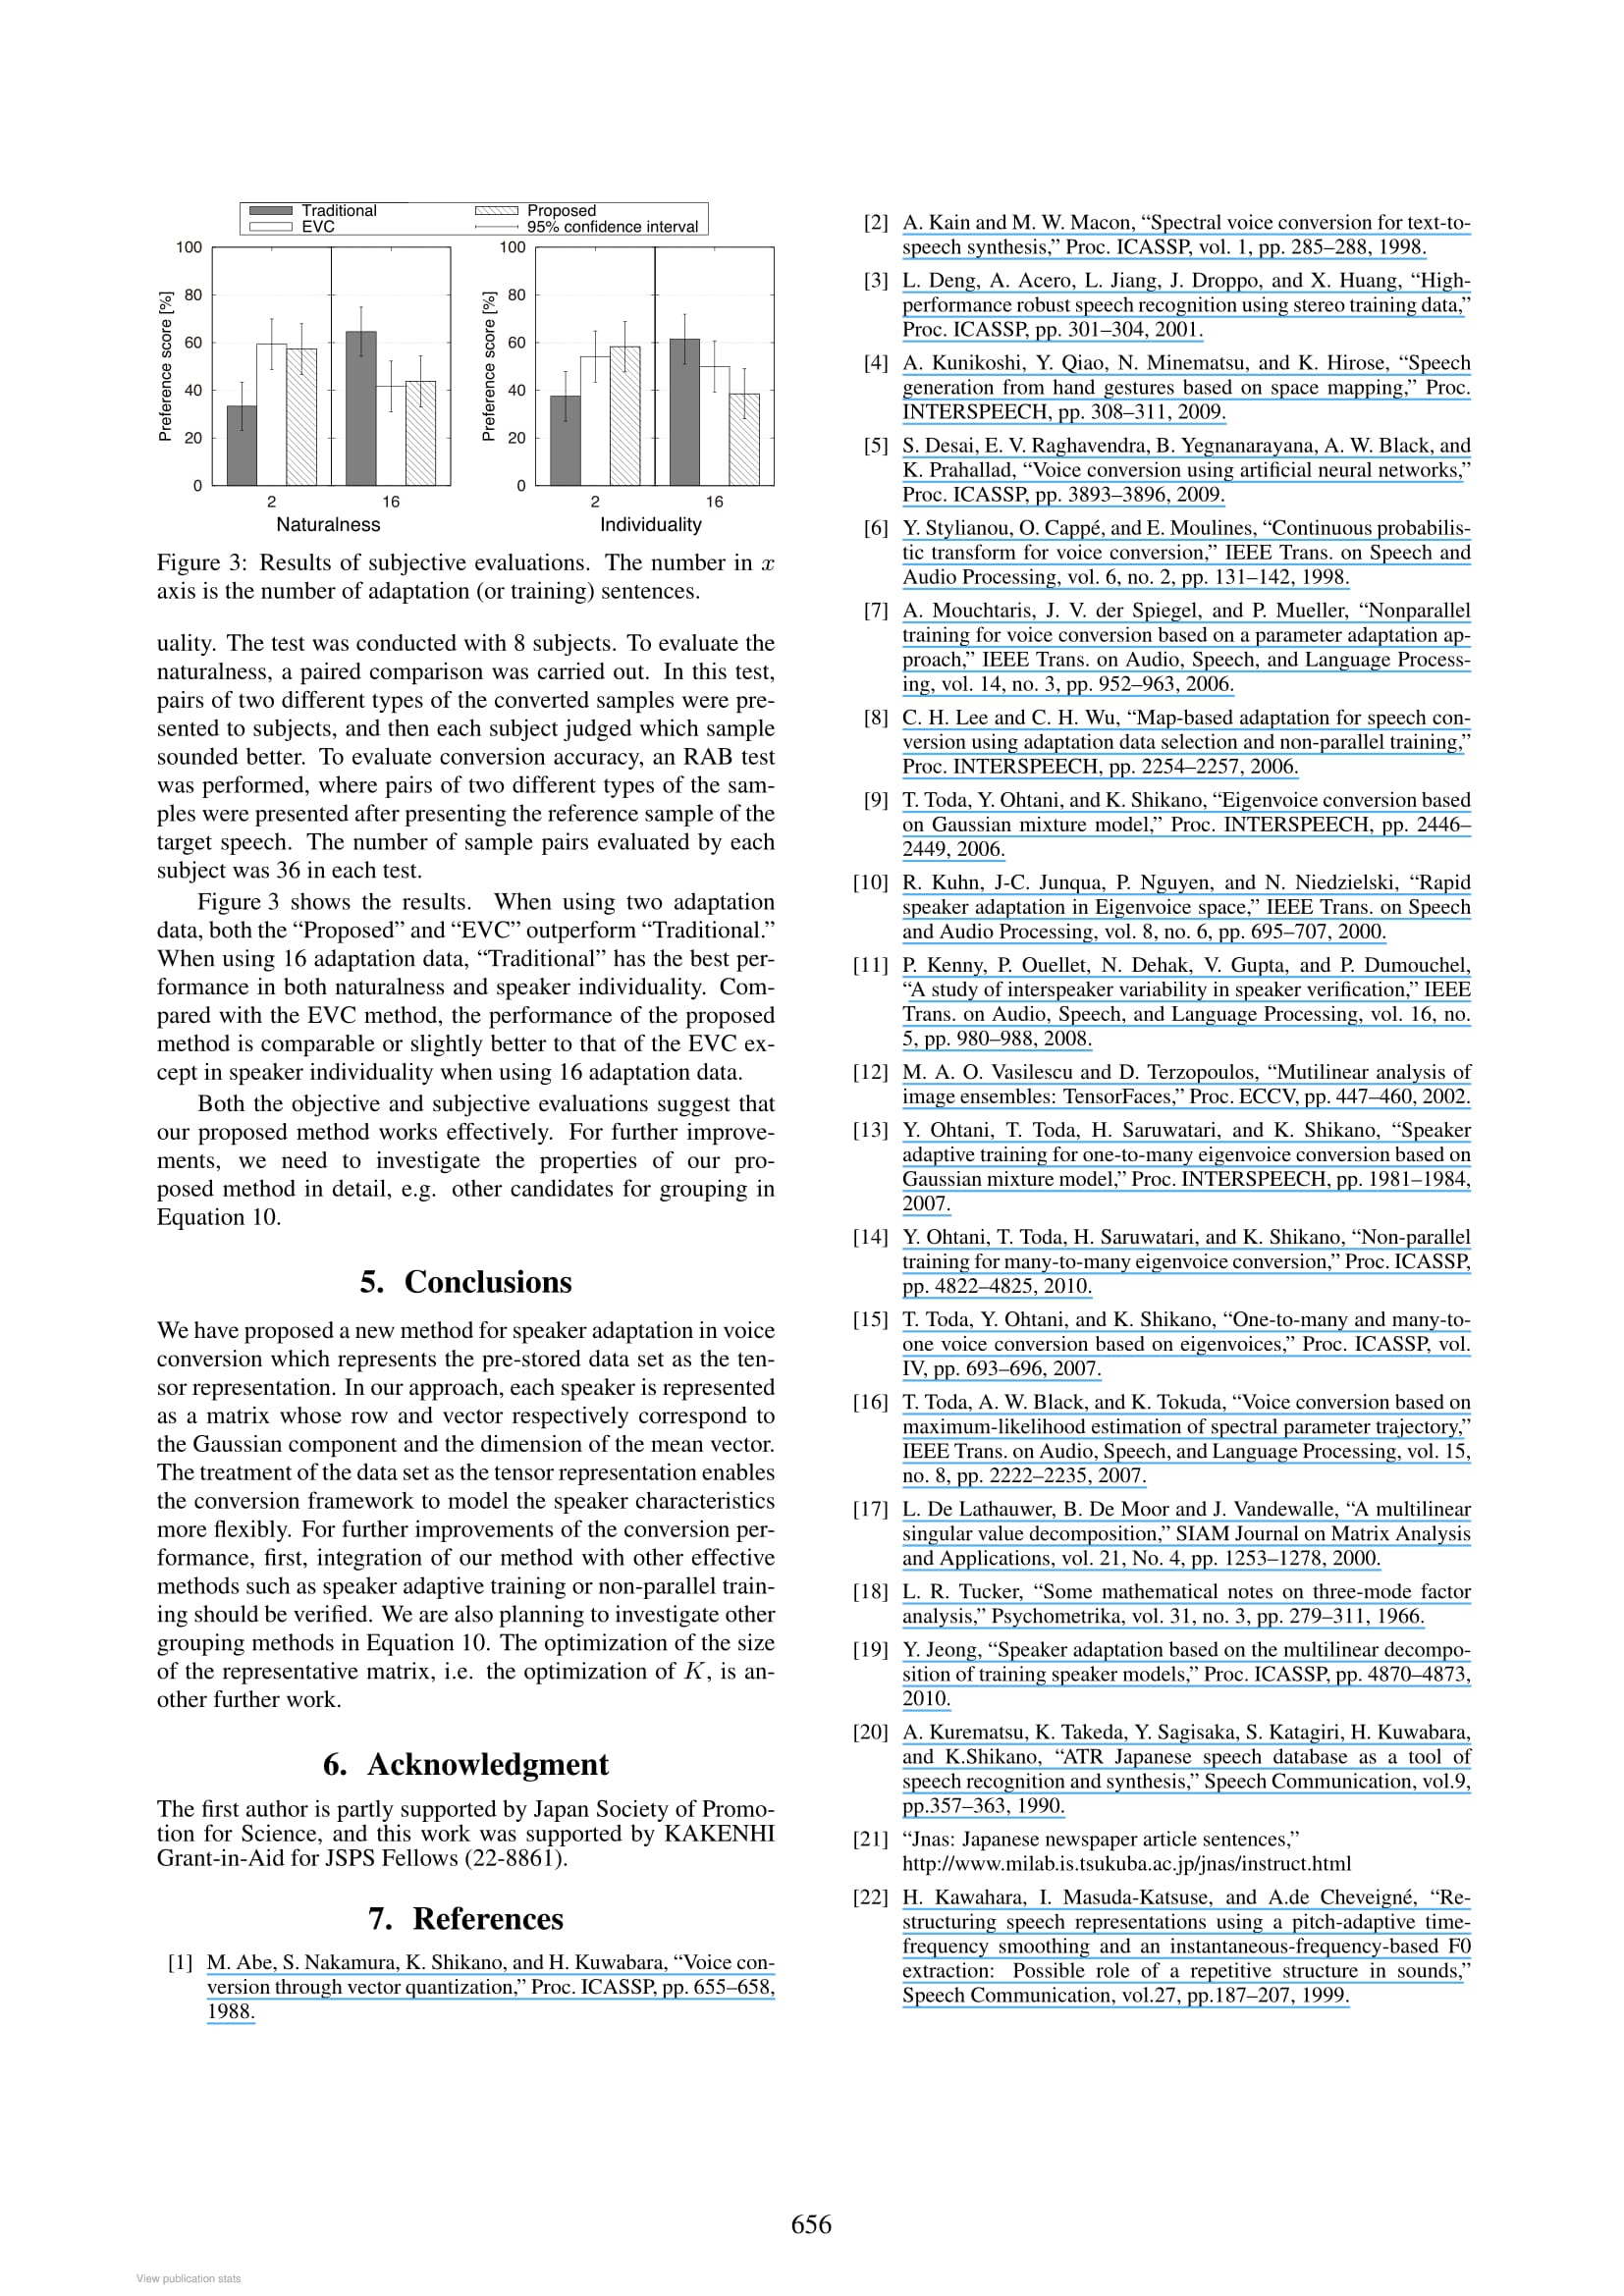 Traditional
EVC
Proposed
95% confidence interval
100
80
60
40
20
0
Preference score [%]
2
16
Naturalness
100
80
60
40
20
0
Preference score [%]
2
16
Individuality
Figure 3: Results of subjective evaluations. The number in x
axis is the number of adaptation (or training) sentences.
uality. The test was conducted with 8 subjects. To evaluate the
naturalness, a paired comparison was carried out. In this test,
pairs of two different types of the converted samples were pre-
sented to subjects, and then each subject judged which sample
sounded better. To evaluate conversion accuracy, an RAB test
was performed, where pairs of two different types of the sam-
ples were presented after presenting the reference sample of the
target speech. The number of sample pairs evaluated by each
subject was 36 in each test.
Figure 3 shows the results. When using two adaptation
data, both the “Proposed” and “EVC” outperform “Traditional.”
When using 16 adaptation data, “Traditional” has the best per-
formance in both naturalness and speaker individuality. Com-
pared with the EVC method, the performance of the proposed
method is comparable or slightly better to that of the EVC ex-
cept in speaker individuality when using 16 adaptation data.
Both the objective and subjective evaluations suggest that
our proposed method works effectively. For further improve-
ments, we need to investigate the properties of our pro-
posed method in detail, e.g. other candidates for grouping in
Equation 10.
5. Conclusions
We have proposed a new method for speaker adaptation in voice
conversion which represents the pre-stored data set as the ten-
sor representation. In our approach, each speaker is represented
as a matrix whose row and vector respectively correspond to
the Gaussian component and the dimension of the mean vector.
The treatment of the data set as the tensor representation enables
the conversion framework to model the speaker characteristics
more flexibly. For further improvements of the conversion per-
formance, first, integration of our method with other effective
methods such as speaker adaptive training or non-parallel train-
ing should be verified. We are also planning to investigate other
grouping methods in Equation 10. The optimization of the size
of the representative matrix, i.e. the optimization of K, is an-
other further work.
6. Acknowledgment
The first author is partly supported by Japan Society of Promo-
tion for Science, and this work was supported by KAKENHI
Grant-in-Aid for JSPS Fellows (22-8861).
7. References
[1] M. Abe, S. Nakamura, K. Shikano, and H. Kuwabara, “Voice con-
version through vector quantization,” Proc. ICASSP, pp. 655–658,
1988.
[2] A. Kain and M. W. Macon, “Spectral voice conversion for text-to-
speech synthesis,” Proc. ICASSP, vol. 1, pp. 285–288, 1998.
[3] L. Deng, A. Acero, L. Jiang, J. Droppo, and X. Huang, “High-
performance robust speech recognition using stereo training data,”
Proc. ICASSP, pp. 301–304, 2001.
[4] A. Kunikoshi, Y. Qiao, N. Minematsu, and K. Hirose, “Speech
generation from hand gestures based on space mapping,” Proc.
INTERSPEECH, pp. 308–311, 2009.
[5] S. Desai, E. V. Raghavendra, B. Yegnanarayana, A. W. Black, and
K. Prahallad, “Voice conversion using artificial neural networks,”
Proc. ICASSP, pp. 3893–3896, 2009.
[6] Y. Stylianou, O. Cappé, and E. Moulines, “Continuous probabilis-
tic transform for voice conversion,” IEEE Trans. on Speech and
Audio Processing, vol. 6, no. 2, pp. 131–142, 1998.
[7] A. Mouchtaris, J. V. der Spiegel, and P. Mueller, “Nonparallel
training for voice conversion based on a parameter adaptation ap-
proach,” IEEE Trans. on Audio, Speech, and Language Process-
ing, vol. 14, no. 3, pp. 952–963, 2006.
[8] C. H. Lee and C. H. Wu, “Map-based adaptation for speech con-
version using adaptation data selection and non-parallel training,”
Proc. INTERSPEECH, pp. 2254–2257, 2006.
[9] T. Toda, Y. Ohtani, and K. Shikano, “Eigenvoice conversion based
on Gaussian mixture model,” Proc. INTERSPEECH, pp. 2446–
2449, 2006.
[10] R. Kuhn, J-C. Junqua, P. Nguyen, and N. Niedzielski, “Rapid
speaker adaptation in Eigenvoice space,” IEEE Trans. on Speech
and Audio Processing, vol. 8, no. 6, pp. 695–707, 2000.
[11] P. Kenny, P. Ouellet, N. Dehak, V. Gupta, and P. Dumouchel,
“A study of interspeaker variability in speaker verification,” IEEE
Trans. on Audio, Speech, and Language Processing, vol. 16, no.
5, pp. 980–988, 2008.
[12] M. A. O. Vasilescu and D. Terzopoulos, “Mutilinear analysis of
image ensembles: TensorFaces,” Proc. ECCV, pp. 447–460, 2002.
[13] Y. Ohtani, T. Toda, H. Saruwatari, and K. Shikano, “Speaker
adaptive training for one-to-many eigenvoice conversion based on
Gaussian mixture model,” Proc. INTERSPEECH, pp. 1981–1984,
2007.
[14] Y. Ohtani, T. Toda, H. Saruwatari, and K. Shikano, “Non-parallel
training for many-to-many eigenvoice conversion,” Proc. ICASSP,
pp. 4822–4825, 2010.
[15] T. Toda, Y. Ohtani, and K. Shikano, “One-to-many and many-to-
one voice conversion based on eigenvoices,” Proc. ICASSP, vol.
IV, pp. 693–696, 2007.
[16] T. Toda, A. W. Black, and K. Tokuda, “Voice conversion based on
maximum-likelihood estimation of spectral parameter trajectory,”
IEEE Trans. on Audio, Speech, and Language Processing, vol. 15,
no. 8, pp. 2222–2235, 2007.
[17] L. De Lathauwer, B. De Moor and J. Vandewalle, “A multilinear
singular value decomposition,” SIAM Journal on Matrix Analysis
and Applications, vol. 21, No. 4, pp. 1253–1278, 2000.
[18] L. R. Tucker, “Some mathematical notes on three-mode factor
analysis,” Psychometrika, vol. 31, no. 3, pp. 279–311, 1966.
[19] Y. Jeong, “Speaker adaptation based on the multilinear decompo-
sition of training speaker models,” Proc. ICASSP, pp. 4870–4873,
2010.
[20] A. Kurematsu, K. Takeda, Y. Sagisaka, S. Katagiri, H. Kuwabara,
and K.Shikano, “ATR Japanese speech database as a tool of
speech recognition and synthesis,” Speech Communication, vol.9,
pp.357–363, 1990.
[21] “Jnas: Japanese newspaper article sentences,”
http://www.milab.is.tsukuba.ac.jp/jnas/instruct.html
[22] H. Kawahara, I. Masuda-Katsuse, and A.de Cheveigné, “Re-
structuring speech representations using a pitch-adaptive time-
frequency smoothing and an instantaneous-frequency-based F0
extraction: Possible role of a repetitive structure in sounds,”
Speech Communication, vol.27, pp.187–207, 1999.
656
View publication stats